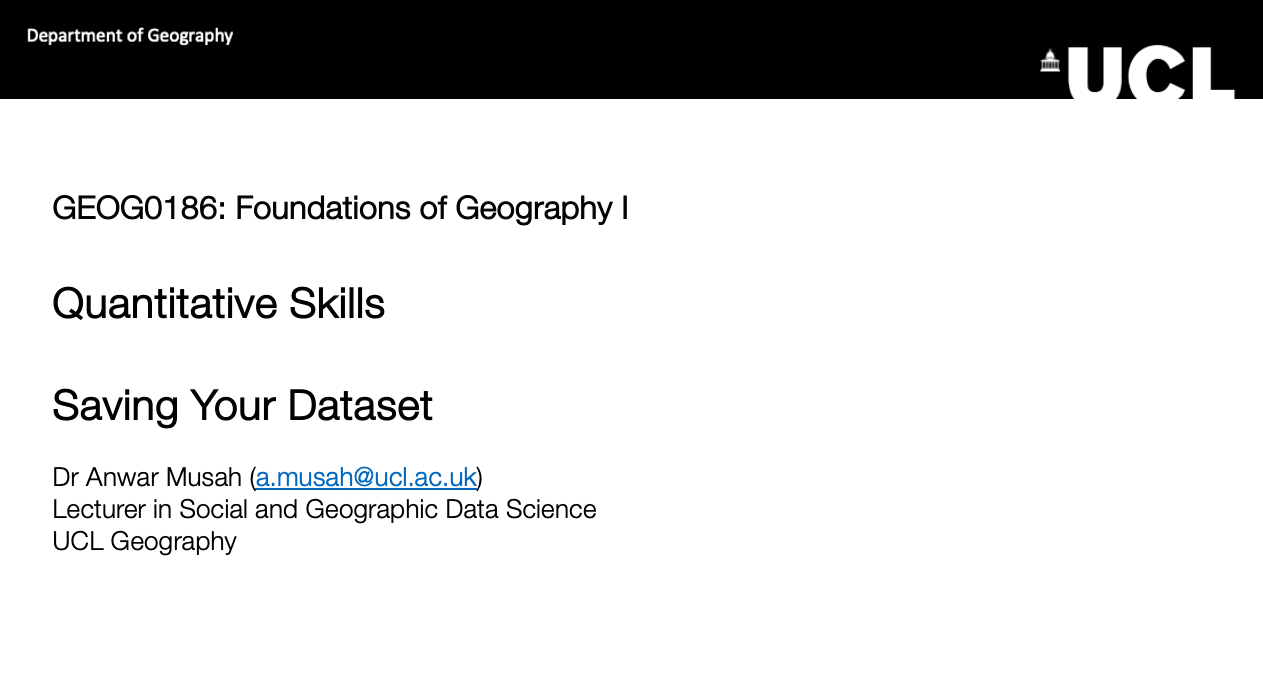 Department of Geography
UCL
GEOG0186: Foundations of Geography I
Quantitative Skills
Saving Your Dataset
Dr Anwar Musah (a.musah@ucl.ac.uk)
Lecturer in Social and Geographic Data Science
UCL Geography